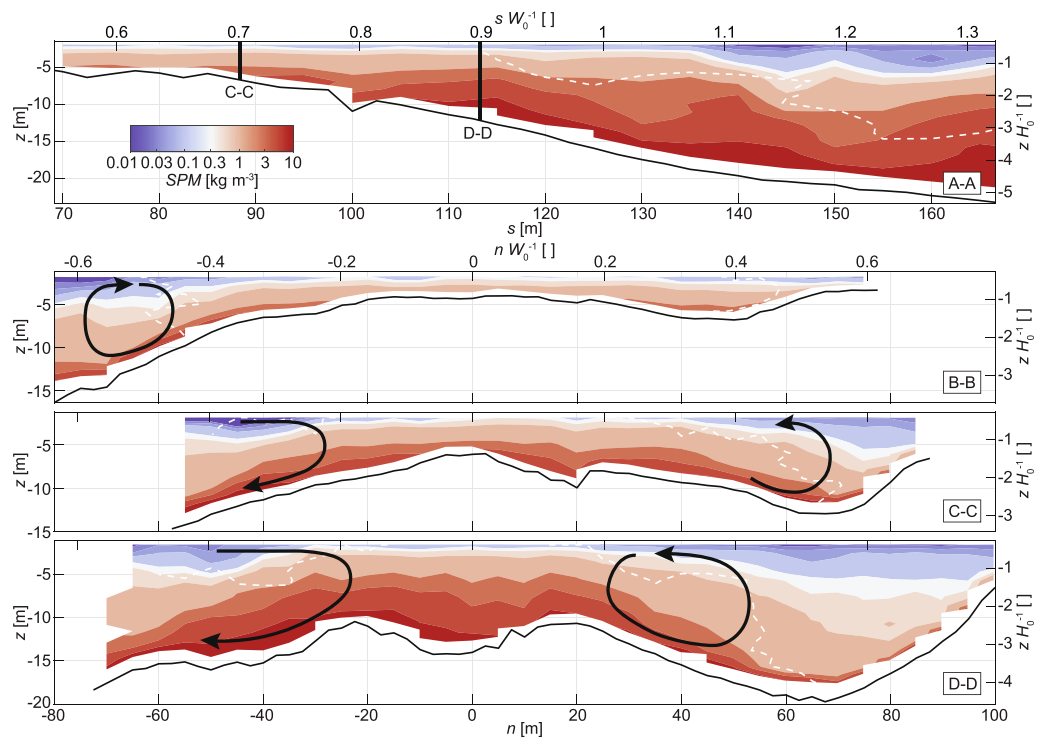 s W₀⁻¹ [ ]
0.6 0.7 0.8 0.9 1 1.1 1.2 1.3
z [m]
-5
-10
-15
-20
C-C
D-D
0.01 0.03 0.1 0.3 1 3 10
SPM [kg m⁻³]
z H₀⁻¹ [ ]
-1
-2
-3
-4
-5
A-A
70 80 90 100 110 120 130 140 150 160
s [m]
n W₀⁻¹ [ ]
-0.6 -0.4 -0.2 0 0.2 0.4 0.6
z [m]
-5
-10
-15
z H₀⁻¹ [ ]
-1
-2
-3
B-B
z [m]
-5
-10
-15
z H₀⁻¹ [ ]
-1
-2
-3
C-C
z [m]
-5
-10
-15
-20
z H₀⁻¹ [ ]
-1
-2
-3
-4
D-D
-80 -60 -40 -20 0 20 40 60 80 100
n [m]